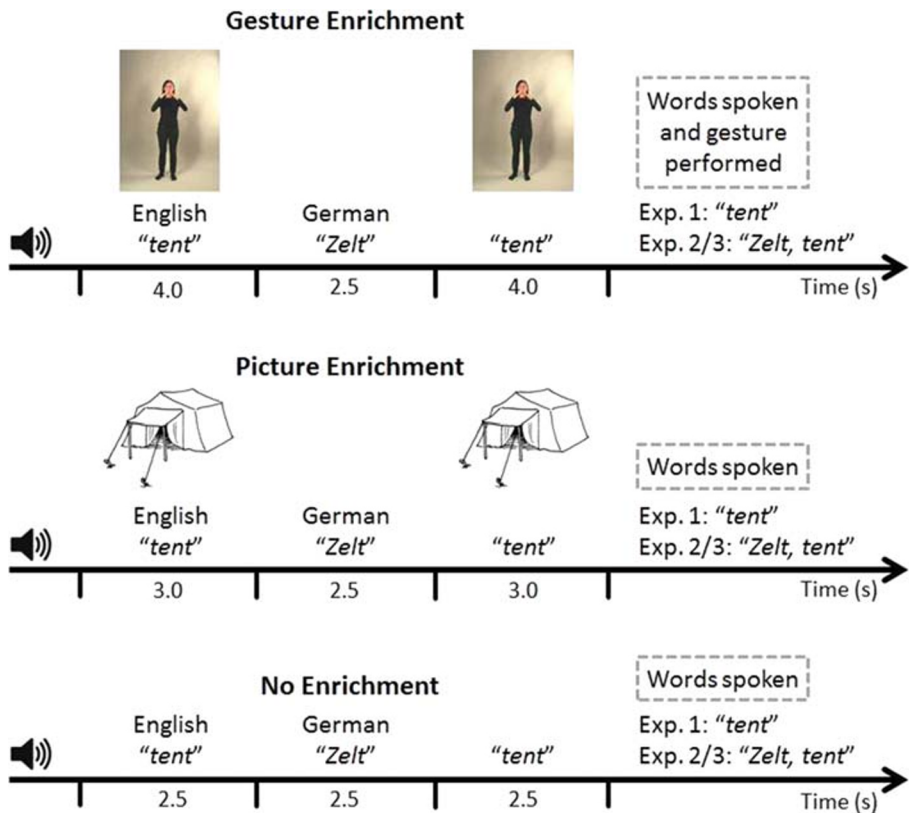 Gesture Enrichment
Words spoken
and gesture
performed
English German
“tent” “Zelt” “tent”
Exp. 1: “tent”
Exp. 2/3: “Zelt, tent”
4.0 2.5 4.0 Time (s)
Picture Enrichment
Words spoken
English German
“tent” “Zelt” “tent”
Exp. 1: “tent”
Exp. 2/3: “Zelt, tent”
3.0 2.5 3.0 Time (s)
No Enrichment
Words spoken
English German
“tent” “Zelt” “tent”
Exp. 1: “tent”
Exp. 2/3: “Zelt, tent”
2.5 2.5 2.5 Time (s)